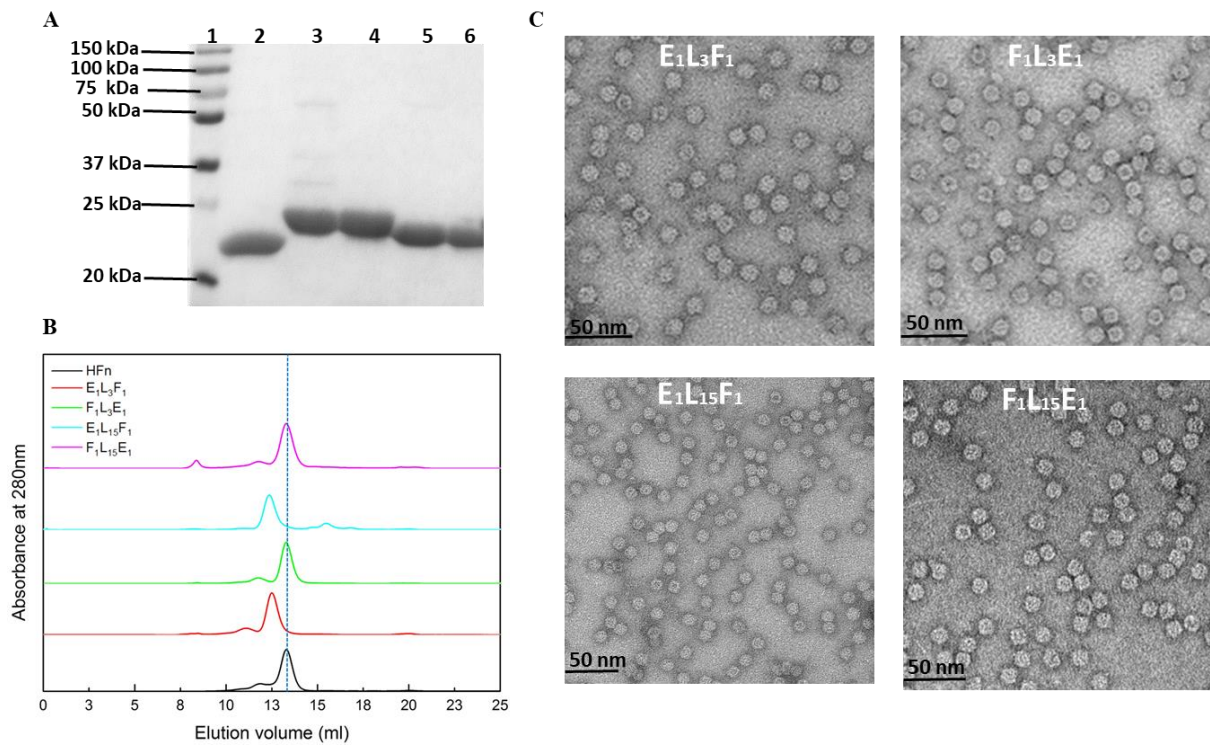 A
1 2 3 4 5 6
150 kDa
100 kDa
75 kDa
50 kDa
37 kDa
25 kDa
20 kDa
B
HFn
E₁L₃F₁
F₁L₃E₁
E₁L₁₅F₁
F₁L₁₅E₁
Absorbance at 280nm
0 3 5 8 10 13 15 18 20 23 25
Elution volume (ml)
C
E₁L₃F₁
50 nm
F₁L₃E₁
50 nm
E₁L₁₅F₁
50 nm
F₁L₁₅E₁
50 nm